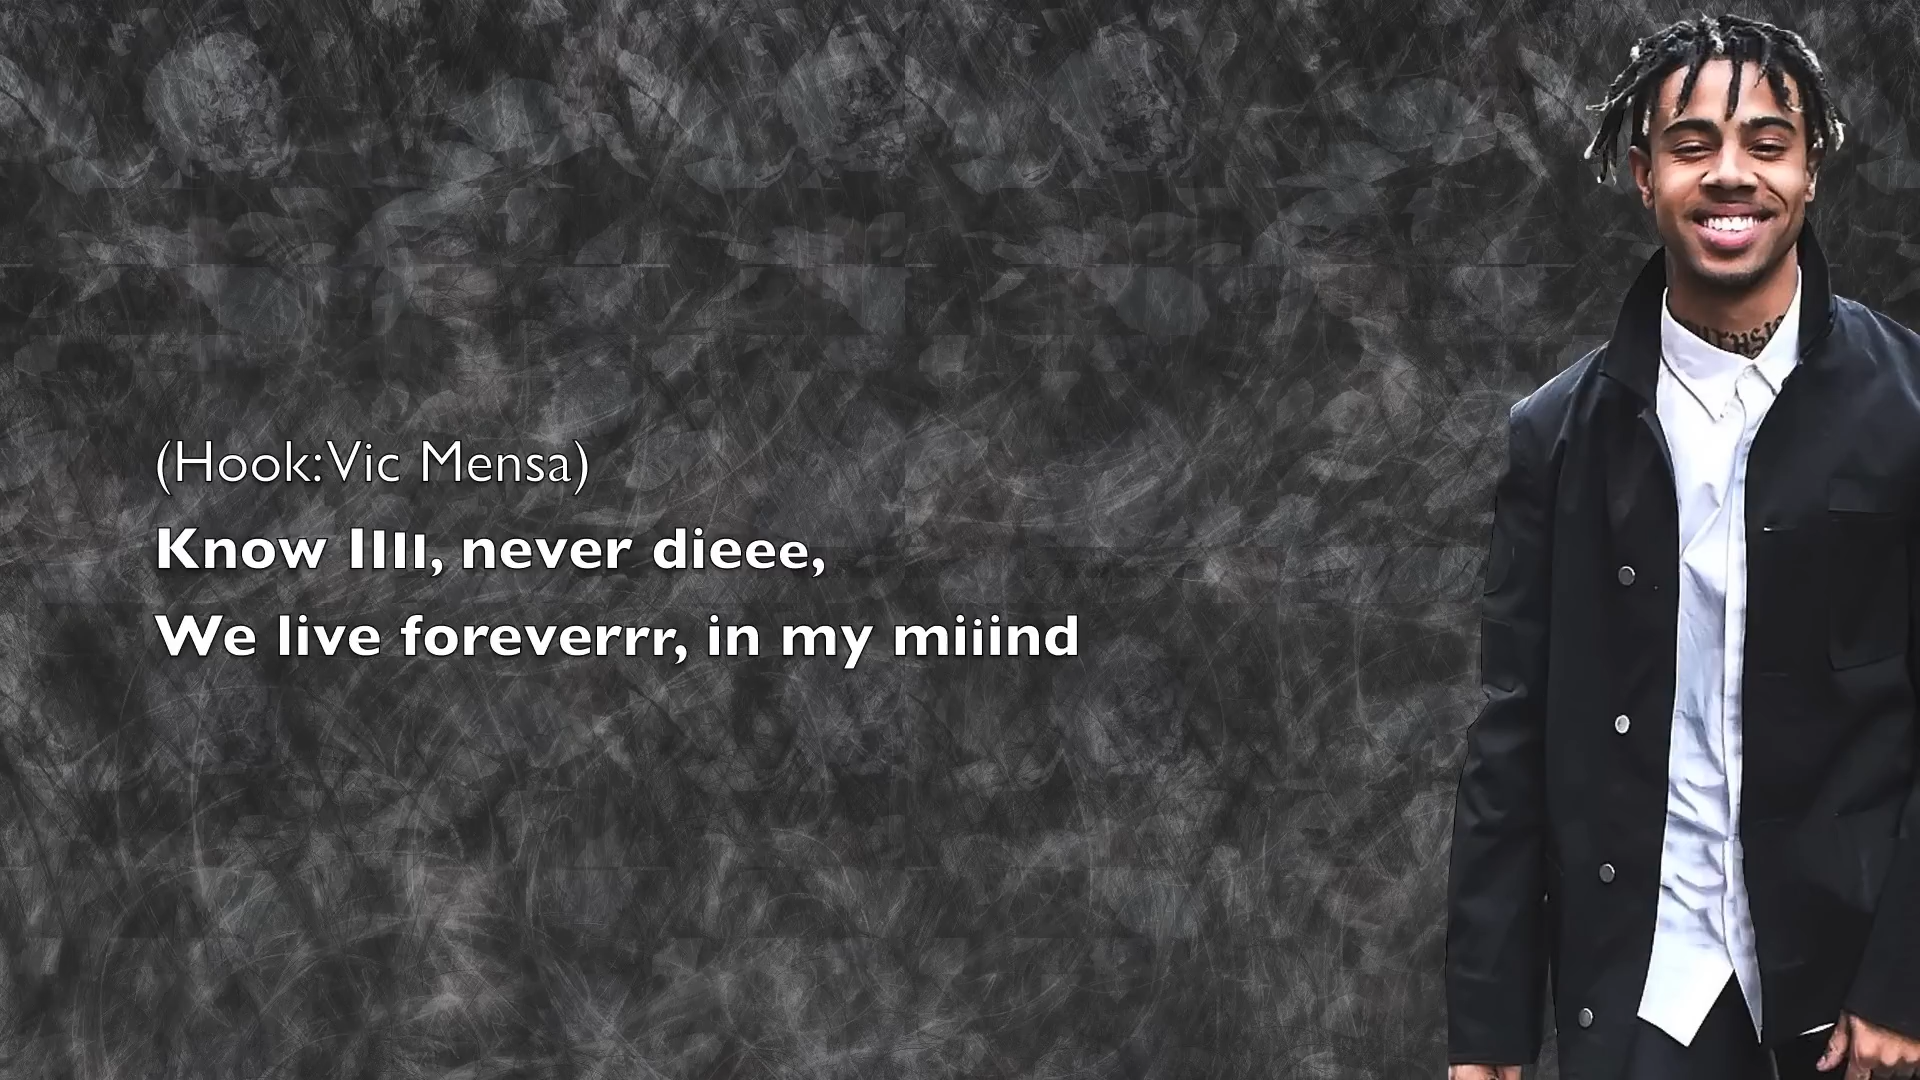 (Hook: Vic Mensa)
Know IIII, never dieee,
We live foreverrr, in my miiind